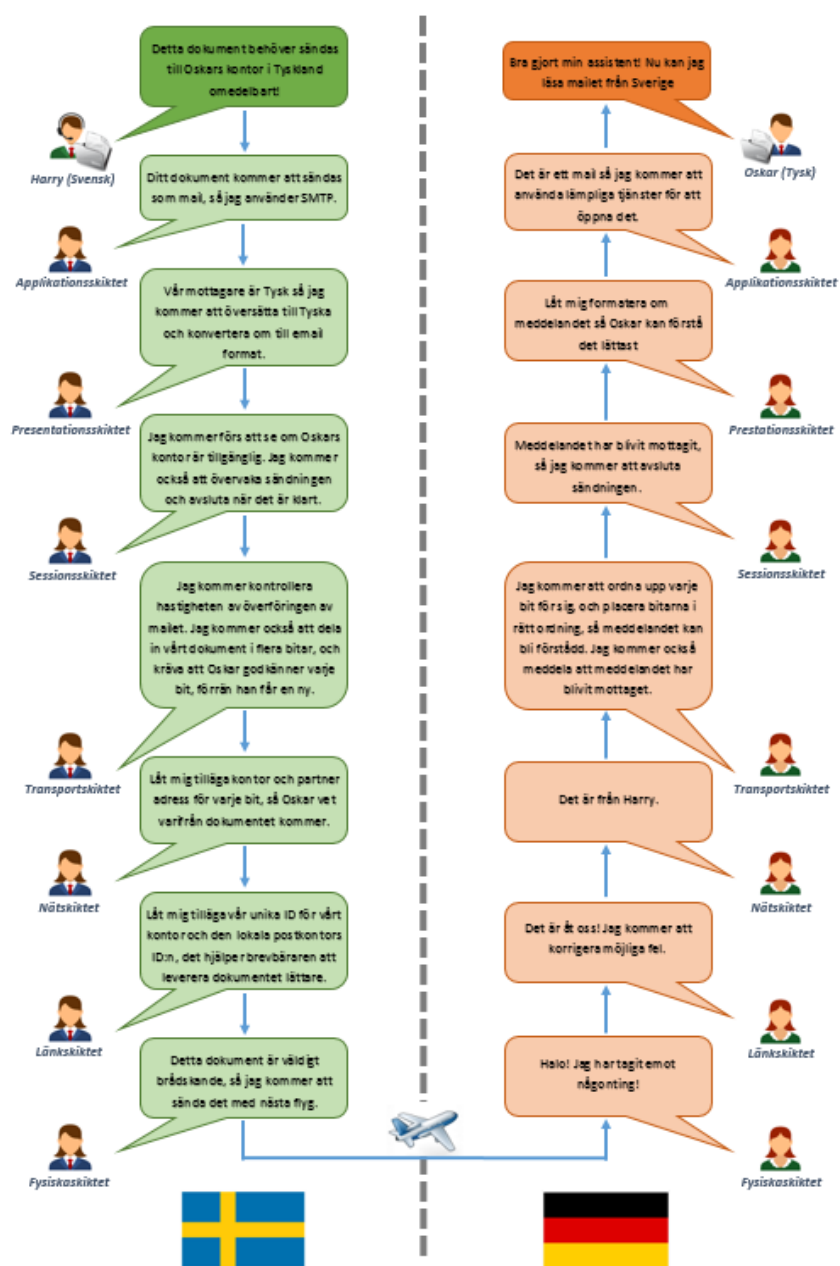 Detta dokument behöver sändas
till Oskars kontor i Tyskland
omedelbart!
Harry (Svensk)
Ditt dokument kommer att sändas
som mail, så jag använder SMTP.
Applikationsskiktet
Vår mottagare är Tysk så jag
kommer att översätta till Tyska
och konvertera om till email
format.
Presentationsskiktet
Jag kommer förs att se om Oskars
kontor är tillgänglig. Jag kommer
också att övervaka sändningen
och avsluta när det är klart.
Sessionsskiktet
Jag kommer kontrollera
hastigheten av överföringen av
mailet. Jag kommer också att dela
in vårt dokument i flera bitar, och
kräva att Oskar godkänner varje
bit, förrän han får en ny.
Transportskiktet
Låt mig tilläga kontor och partner
adress för varje bit, så Oskar vet
varifrån dokumentet kommer.
Nätskiktet
Låt mig tilläga vår unika ID för vårt
kontor och den lokala postkontors
ID:n, det hjälper brevbäraren att
leverera dokumentet lättare.
Länkskiktet
Detta dokument är väldigt
brådskande, så jag kommer att
sända det med nästa flyg.
Fysiskaskiktet
Bra gjort min assistent! Nu kan jag
läsa mailet från Sverige
Oskar (Tysk)
Det är ett mail så jag kommer att
använda lämpliga tjänster för att
öppna det.
Applikationsskiktet
Låt mig formatera om
meddelandet så Oskar kan förstå
det lättast
Prestationsskiktet
Meddelandet har blivit mottagit,
så jag kommer att avsluta
sändningen.
Sessionsskiktet
Jag kommer att ordna upp varje
bit för sig, och placera bitarna i
rätt ordning, så meddelandet kan
bli förstådd. Jag kommer också
meddela att meddelandet har
blivit mottaget.
Transportskiktet
Det är från Harry.
Nätskiktet
Det är åt oss! Jag kommer att
korrigera möjliga fel.
Länkskiktet
Halo! Jag har tagit emot
någonting!
Fysiskaskiktet